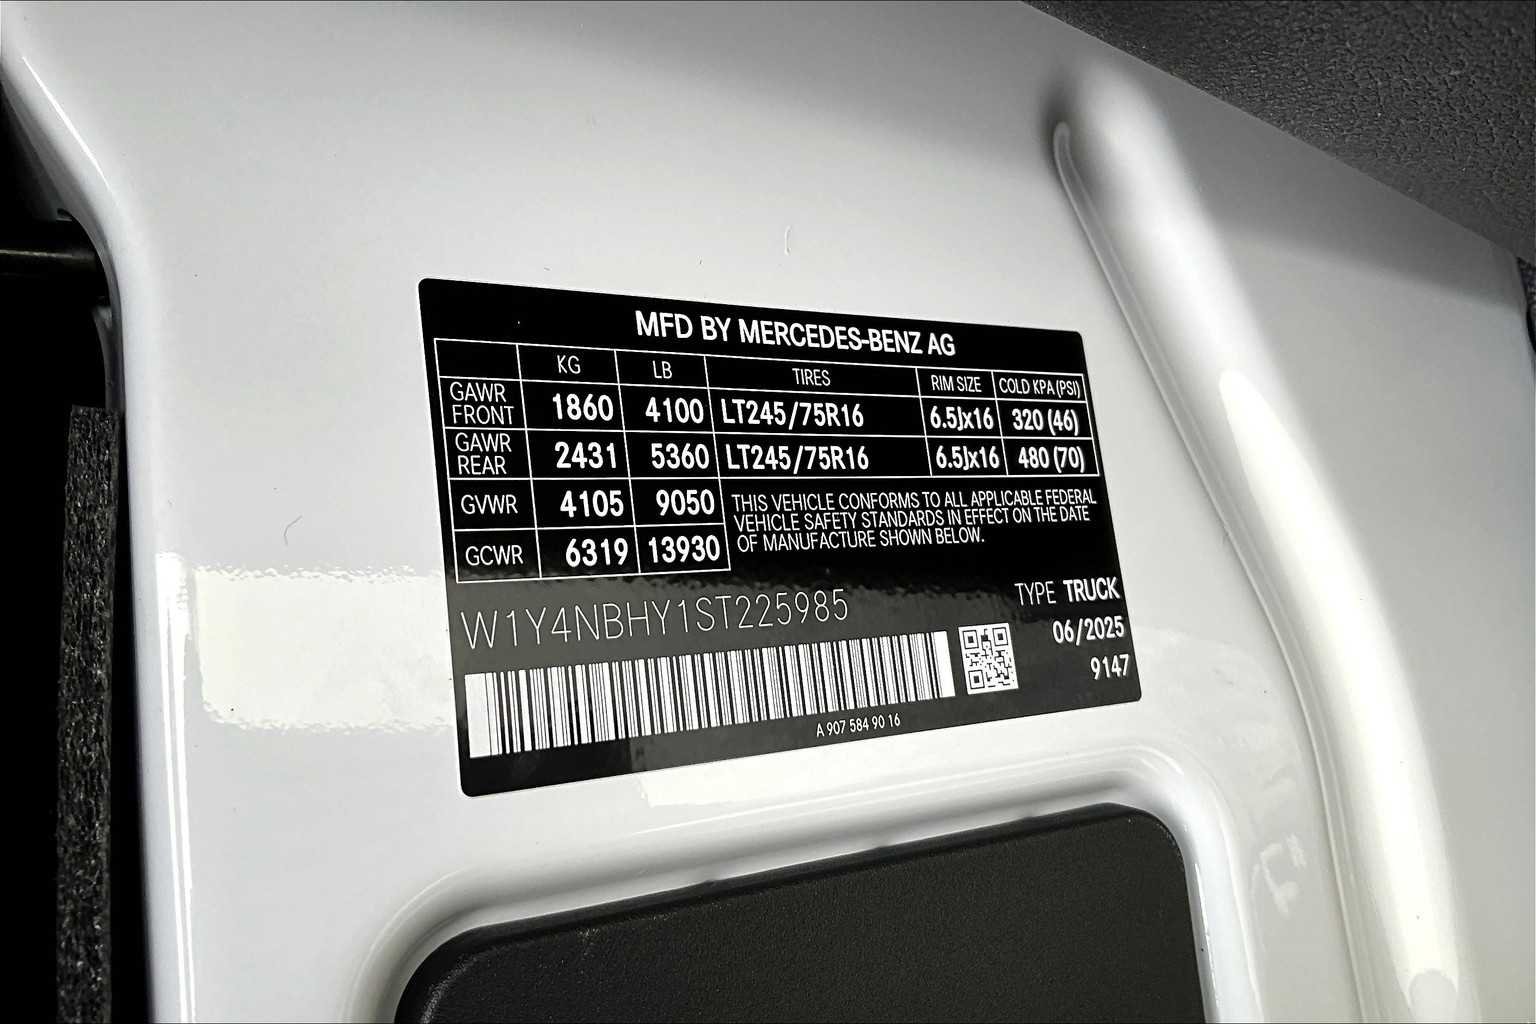 MFD BY MERCEDES-BENZ AG
KG LB TIRES RIM SIZE COLD KPA (PSI)
GAWR FRONT 1860 4100 LT245/75R16 6.5Jx16 320 (46)
GAWR REAR 2431 5360 LT245/75R16 6.5Jx16 480 (70)
GVWR 4105 9050
GCWR 6319 13930
THIS VEHICLE CONFORMS TO ALL APPLICABLE FEDERAL
VEHICLE SAFETY STANDARDS IN EFFECT ON THE DATE
OF MANUFACTURE SHOWN BELOW.
W1Y4NBHY1ST225985
TYPE TRUCK
06/2025
9147
A 907 584 90 16